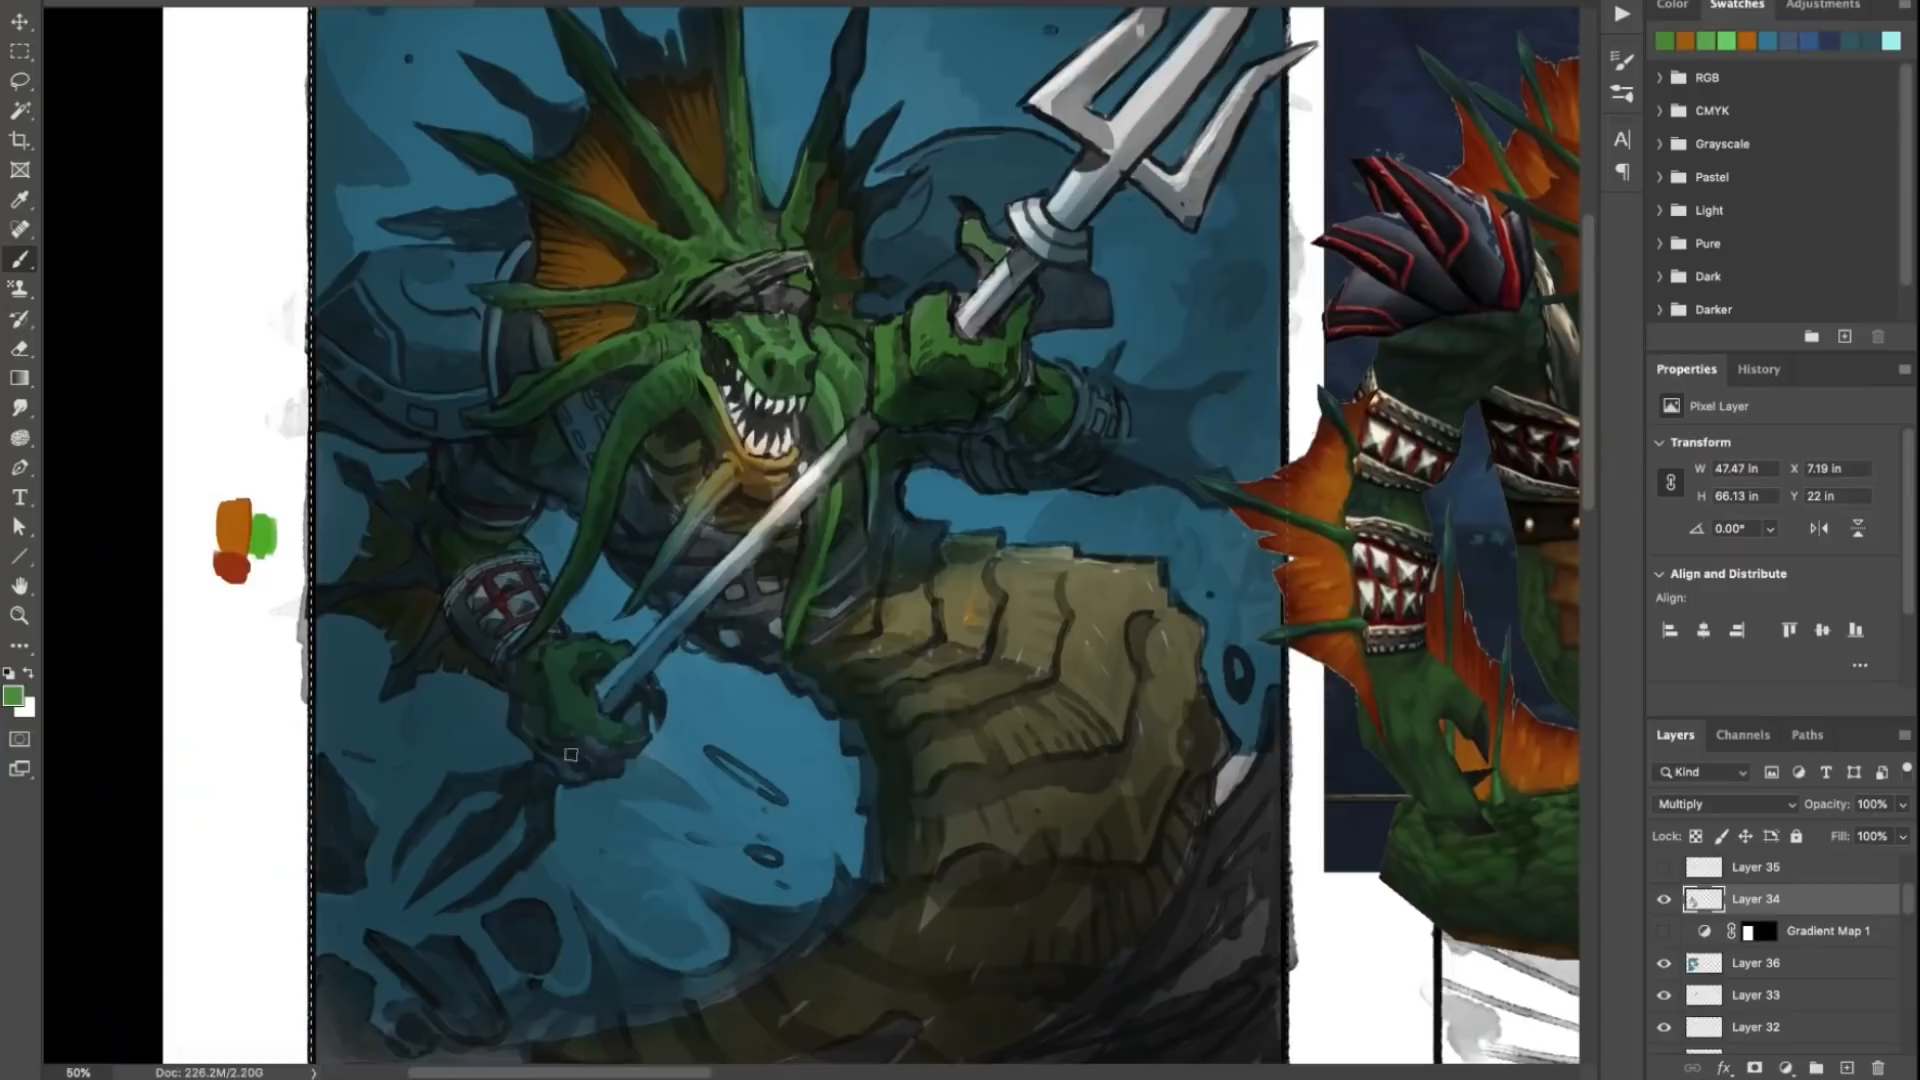 Color Swatches Adjustments
RGB
CMYK
Grayscale
Pastel
Light
Pure
Dark
Darker
Properties History
Pixel Layer
Transform
W 47.47 in X 7.19 in
H 66.13 in Y 22 in
0.00°
Align and Distribute
Align:
Layers Channels Paths
Kind
Multiply Opacity: 100%
Lock: Fill: 100%
Layer 35
Layer 34
Gradient Map 1
Layer 36
Layer 33
Layer 32
50% Doc: 226.2M/2.20G